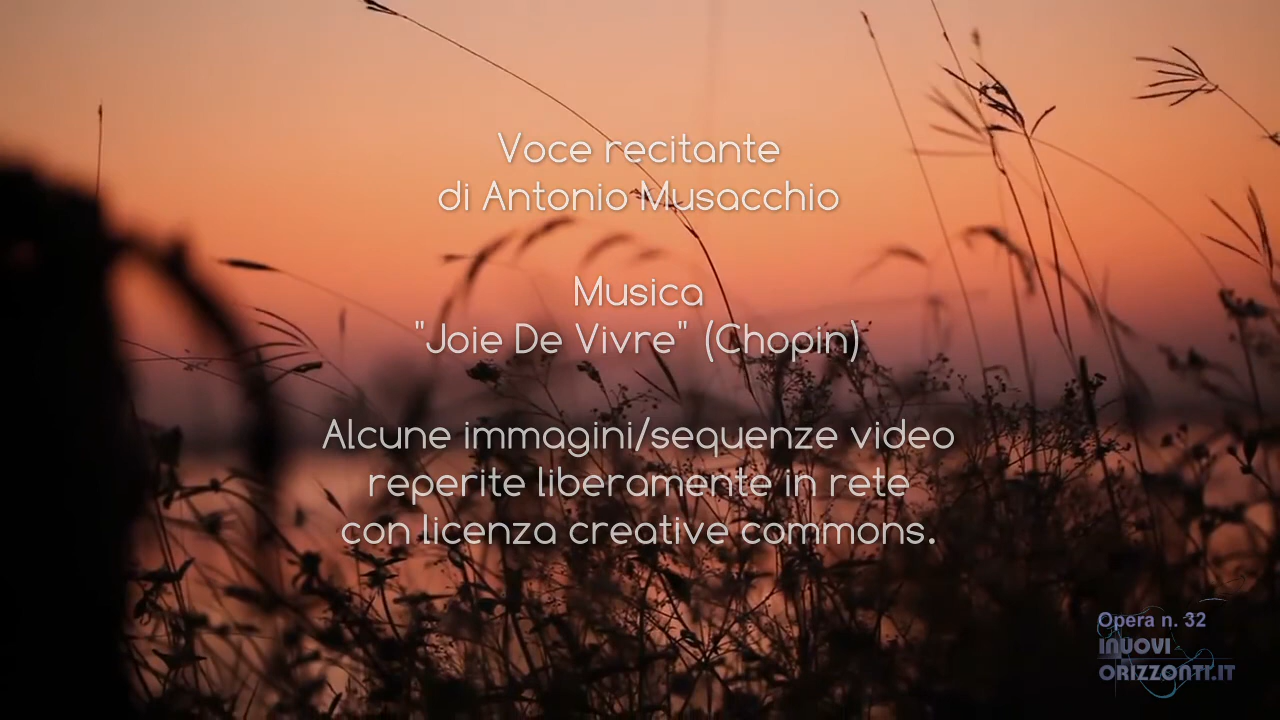 Voce recitante
di Antonio Musacchio
Musica
"Joie De Vivre" (Chopin)
Alcune immagini/sequenze video
reperite liberamente in rete
con licenza creative commons.
Opera n. 32
INUOVI
ORIZZONTI.IT